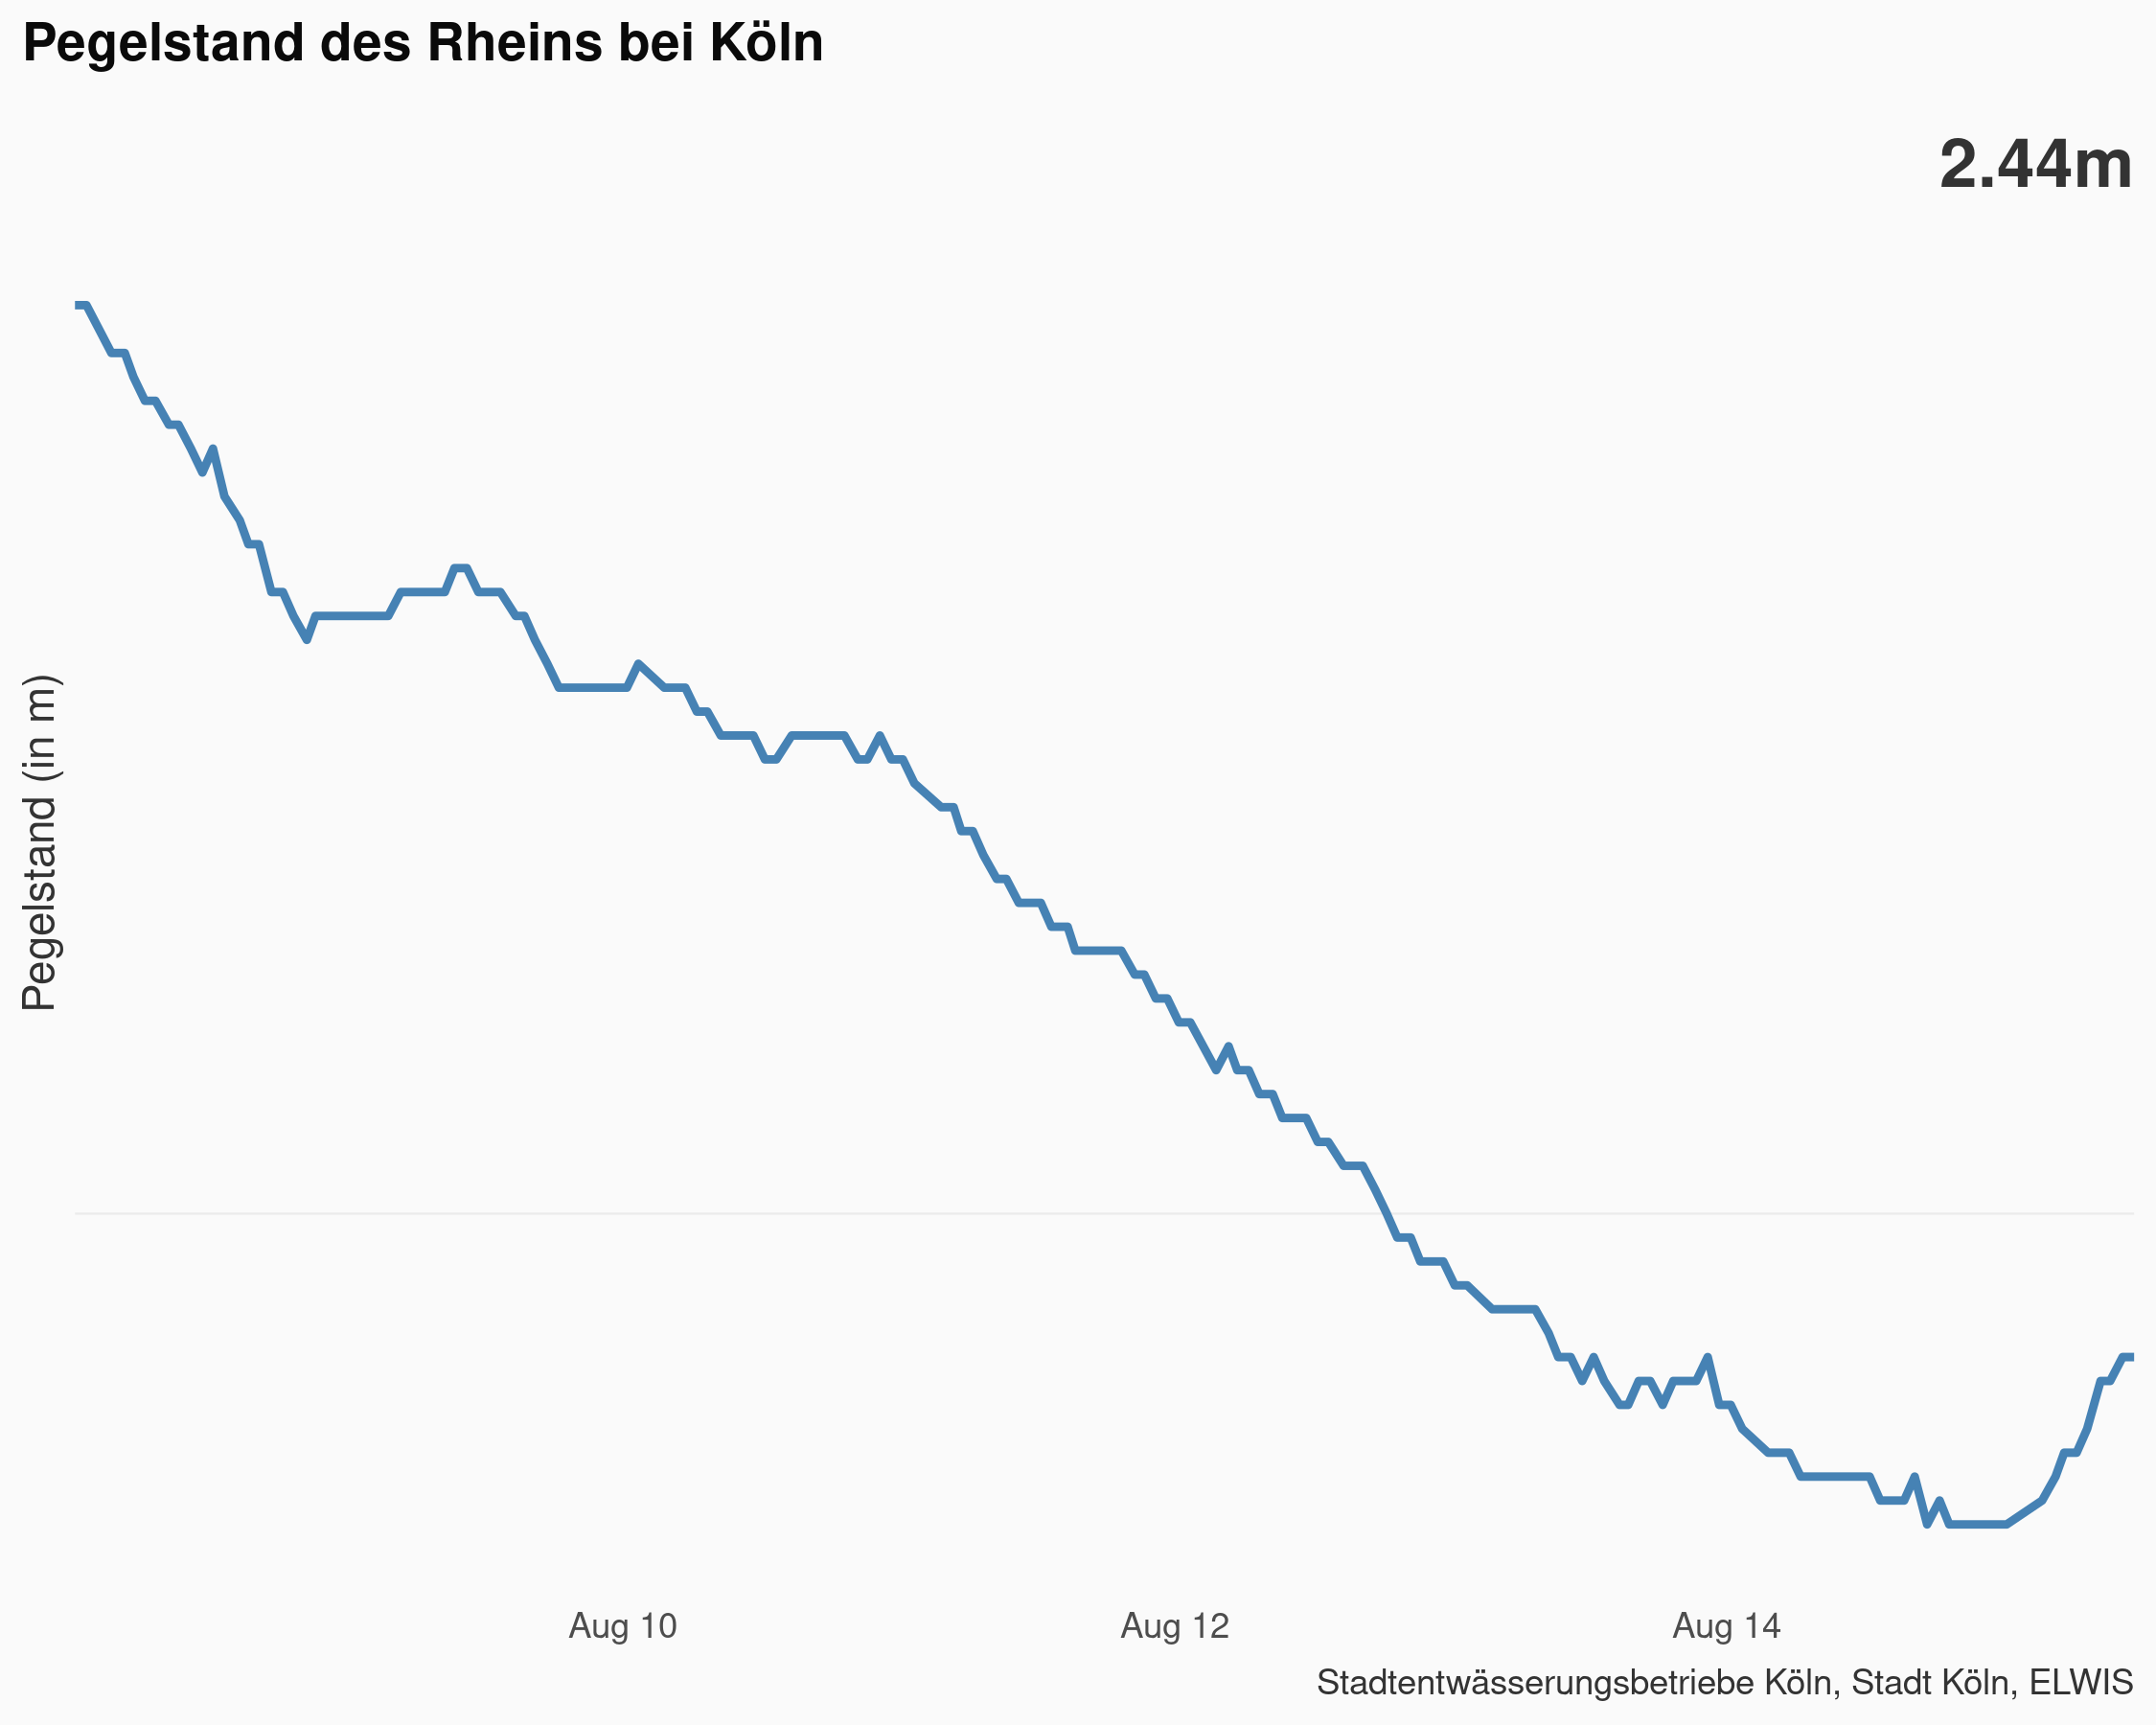 Pegelstand des Rheins bei Köln
2.44m
Pegelstand (in m)
Aug 10
Aug 12
Aug 14
Stadtentwässerungsbetriebe Köln, Stadt Köln, ELWIS